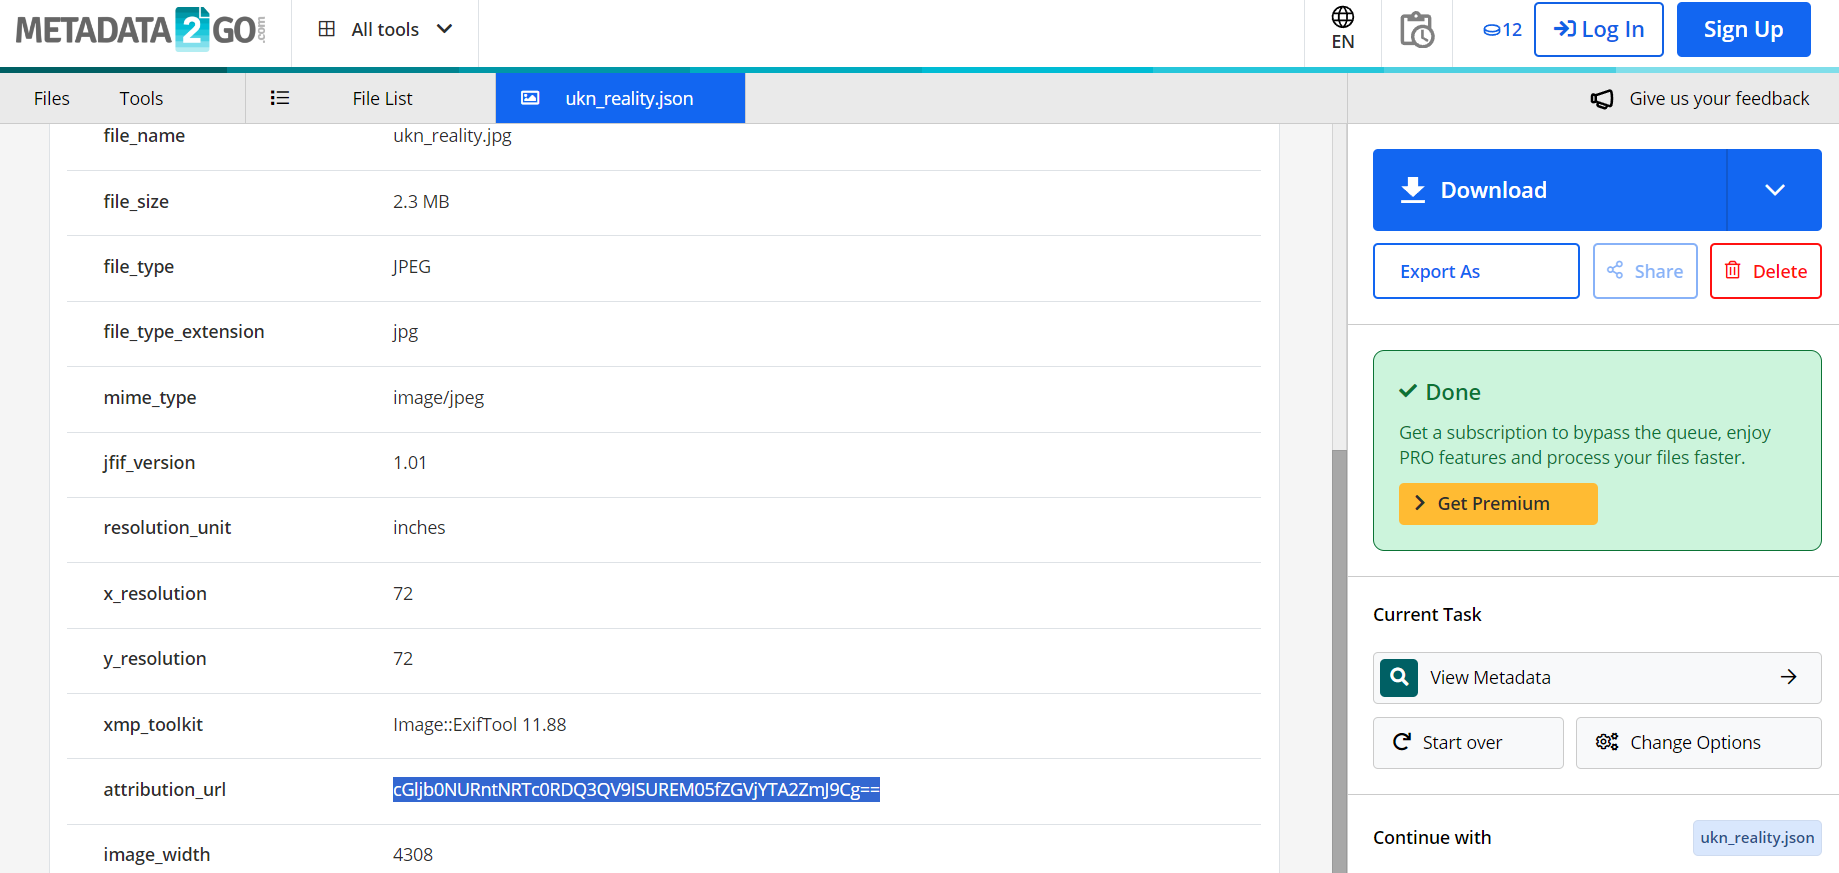 METADATA2GO.com
All tools
EN
12
Log In
Sign Up
Files
Tools
File List
ukn_reality.json
Give us your feedback
file_name ukn_reality.jpg
file_size 2.3 MB
file_type JPEG
file_type_extension jpg
mime_type image/jpeg
jfif_version 1.01
resolution_unit inches
x_resolution 72
y_resolution 72
xmp_toolkit Image::ExifTool 11.88
attribution_url cGljb0NURntNRTc0RDQ3QV9ISUREM05fZGVjYTA2ZmJ9Cg==
image_width 4308
Download
Export As
Share
Delete
Done
Get a subscription to bypass the queue, enjoy
PRO features and process your files faster.
Get Premium
Current Task
View Metadata
Start over
Change Options
Continue with
ukn_reality.json